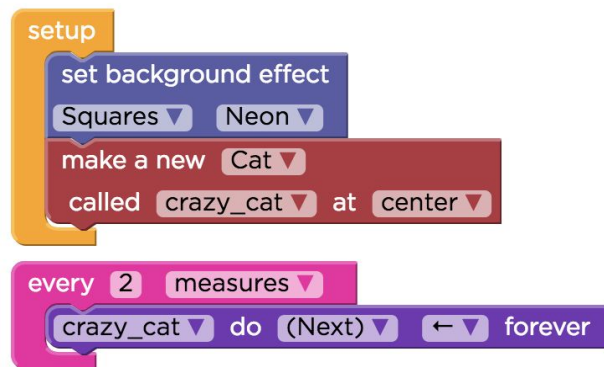 setup
set background effect
Squares Neon
make a new Cat
called crazy_cat at center
every 2 measures
crazy_cat do (Next) ← forever